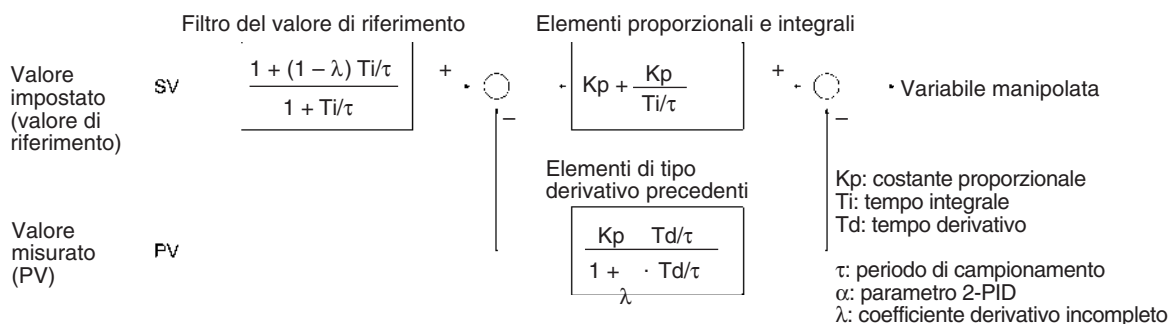 Filtro del valore di riferimento
Elementi proporzionali e integrali
Valore
impostato
(valore di
riferimento)
SV
1 + (1 – λ) Ti/τ
1 + Ti/τ
+
–
Kp + Kp
Ti/τ
+
–
Variabile manipolata
Elementi di tipo
derivativo precedenti
Kp: costante proporzionale
Ti: tempo integrale
Td: tempo derivativo
Valore
misurato
(PV)
PV
Kp Td/τ
1 + · Td/τ
λ
τ: periodo di campionamento
α: parametro 2-PID
λ: coefficiente derivativo incompleto